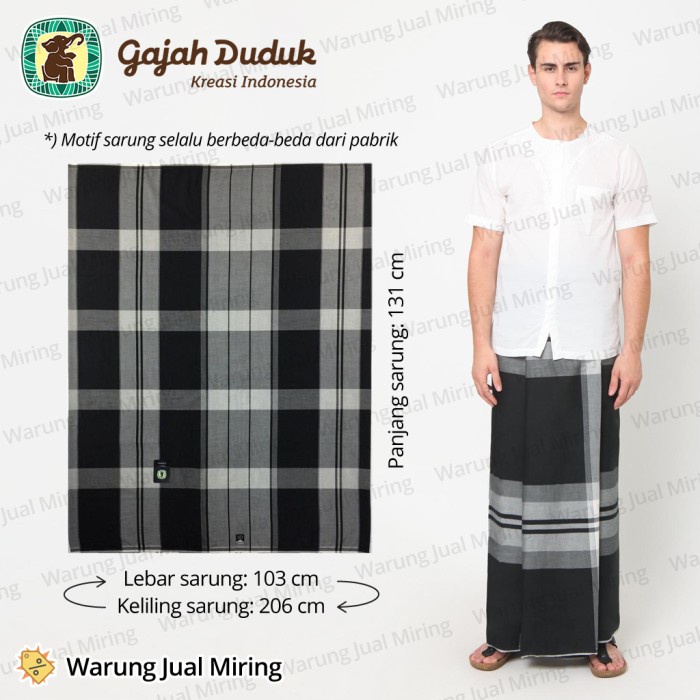 Gajah Duduk
Kreasi Indonesia
*) Motif sarung selalu berbeda-beda dari pabrik
Panjang sarung: 131 cm
Lebar sarung: 103 cm
Keliling sarung: 206 cm
Warung Jual Miring